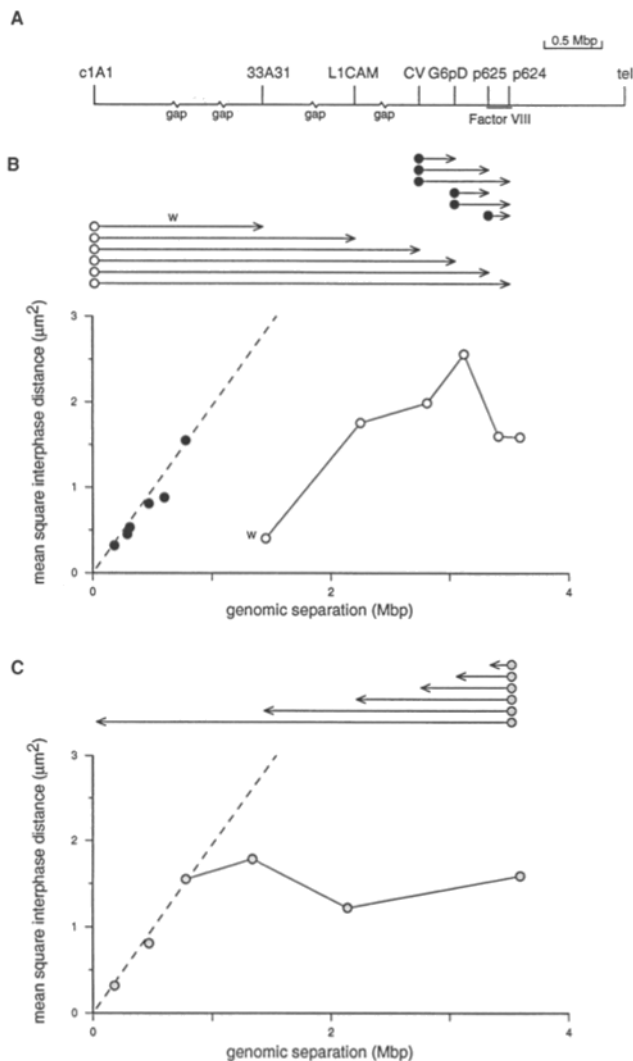 A
0.5 Mbp
c1A1 33A31 L1CAM CV G6pD p625 p624 tel
gap gap gap gap
Factor VIII
B
w
mean square interphase distance (μm²)
3
2
1
0
w
0 2 4
genomic separation (Mbp)
C
mean square interphase distance (μm²)
3
2
1
0
0 2 4
genomic separation (Mbp)